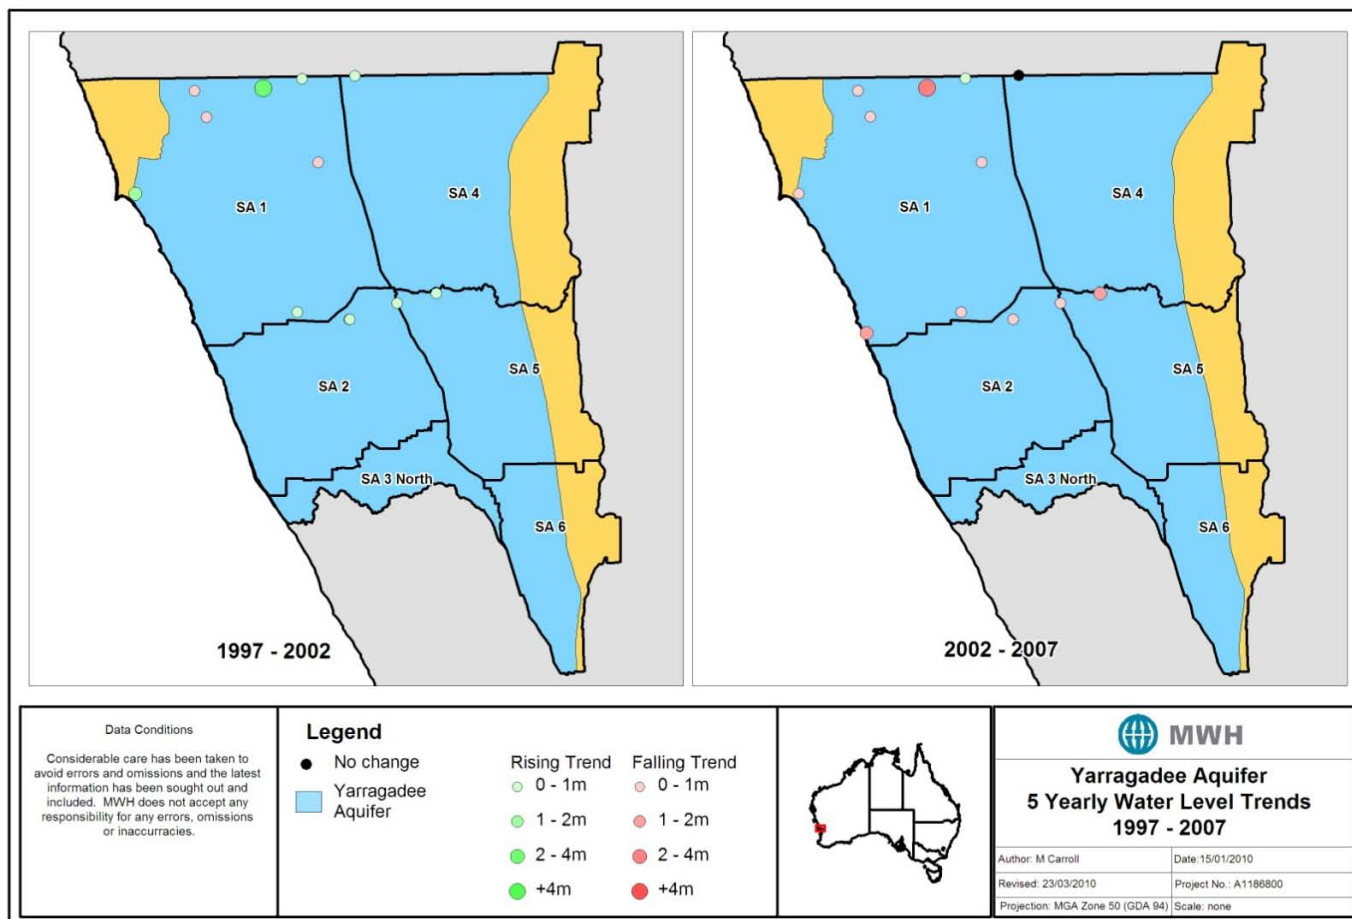 SA 1
SA 4
SA 2
SA 5
SA 3 North
SA 6
1997 - 2002
SA 1
SA 4
SA 2
SA 5
SA 3 North
SA 6
2002 - 2007
Data Conditions
Considerable care has been taken to
avoid errors and omissions and the latest
information has been sought out and
included. MWH does not accept any
responsibility for any errors, omissions
or inaccurracies.
Legend
No change
Yarragadee
Aquifer
Rising Trend
0 - 1m
1 - 2m
2 - 4m
+4m
Falling Trend
0 - 1m
1 - 2m
2 - 4m
+4m
MWH
Yarragadee Aquifer
5 Yearly Water Level Trends
1997 - 2007
Author: M Carroll
Date:15/01/2010
Revised: 23/03/2010
Project No.: A1186800
Projection: MGA Zone 50 (GDA 94)
Scale: none